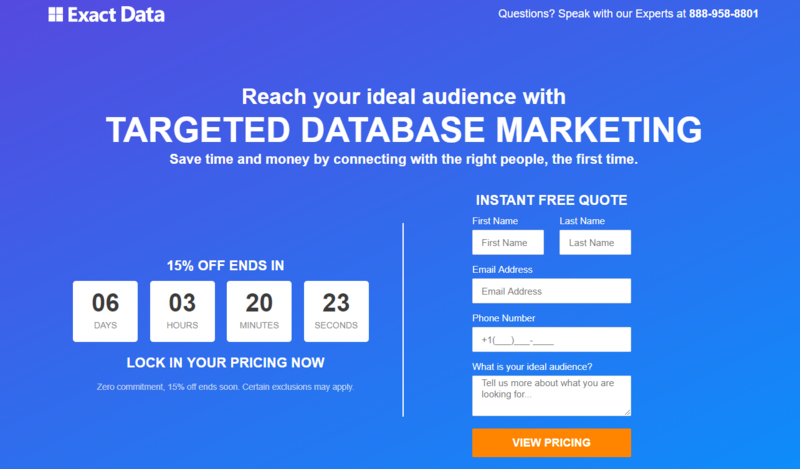 Exact Data
Questions? Speak with our Experts at 888-958-8801
Reach your ideal audience with
TARGETED DATABASE MARKETING
Save time and money by connecting with the right people, the first time.
15% OFF ENDS IN
06 03 20 23
DAYS HOURS MINUTES SECONDS
LOCK IN YOUR PRICING NOW
Zero commitment, 15% off ends soon. Certain exclusions may apply.
INSTANT FREE QUOTE
First Name Last Name
First Name Last Name
Email Address
Email Address
Phone Number
+1(___)___-____
What is your ideal audience?
Tell us more about what you are
looking for...
VIEW PRICING